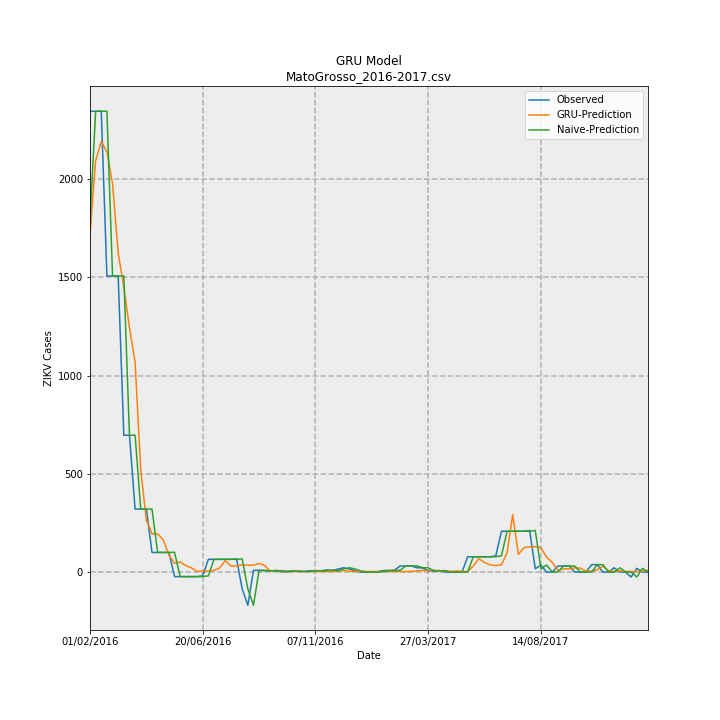 GRU Model
MatoGrosso_2016-2017.csv
Observed
GRU-Prediction
Naive-Prediction
2000
1500
1000
500
0
ZIKV Cases
01/02/2016
20/06/2016
07/11/2016
27/03/2017
14/08/2017
Date